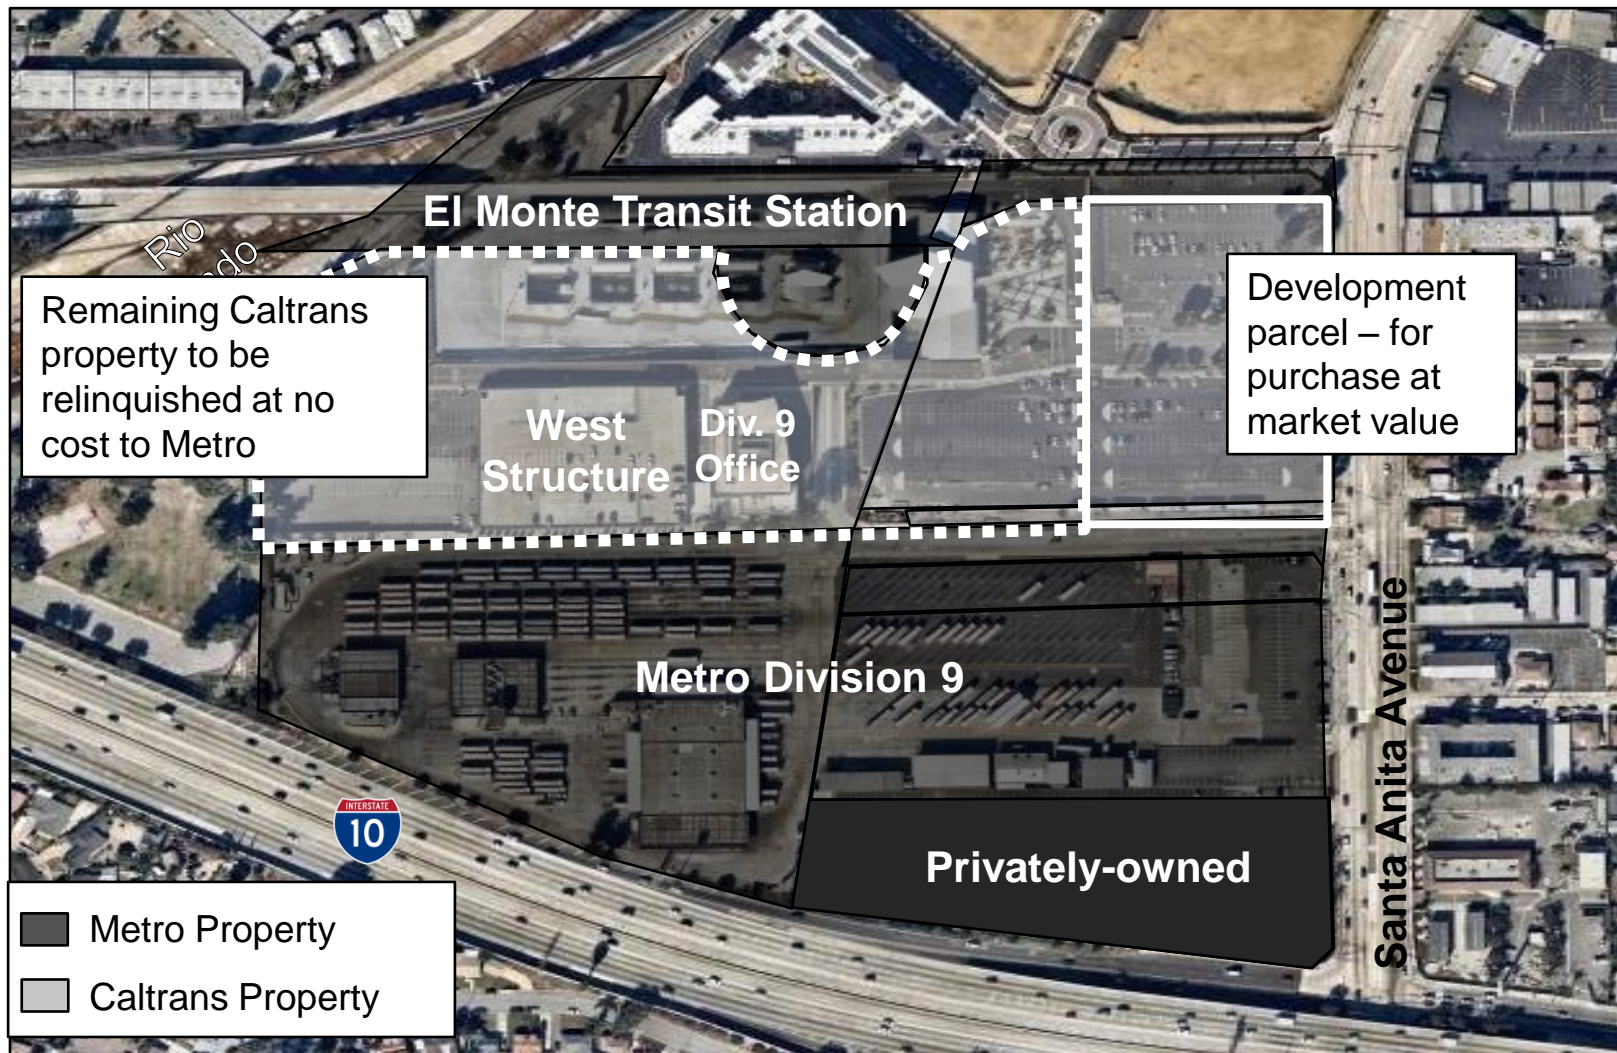 El Monte Transit Station
Rio
ndo
Remaining Caltrans
property to be
relinquished at no
cost to Metro
Development
parcel – for
purchase at
market value
West
Structure
Div. 9
Office
Metro Division 9
INTERSTATE
10
Privately-owned
Santa Anita Avenue
Metro Property
Caltrans Property